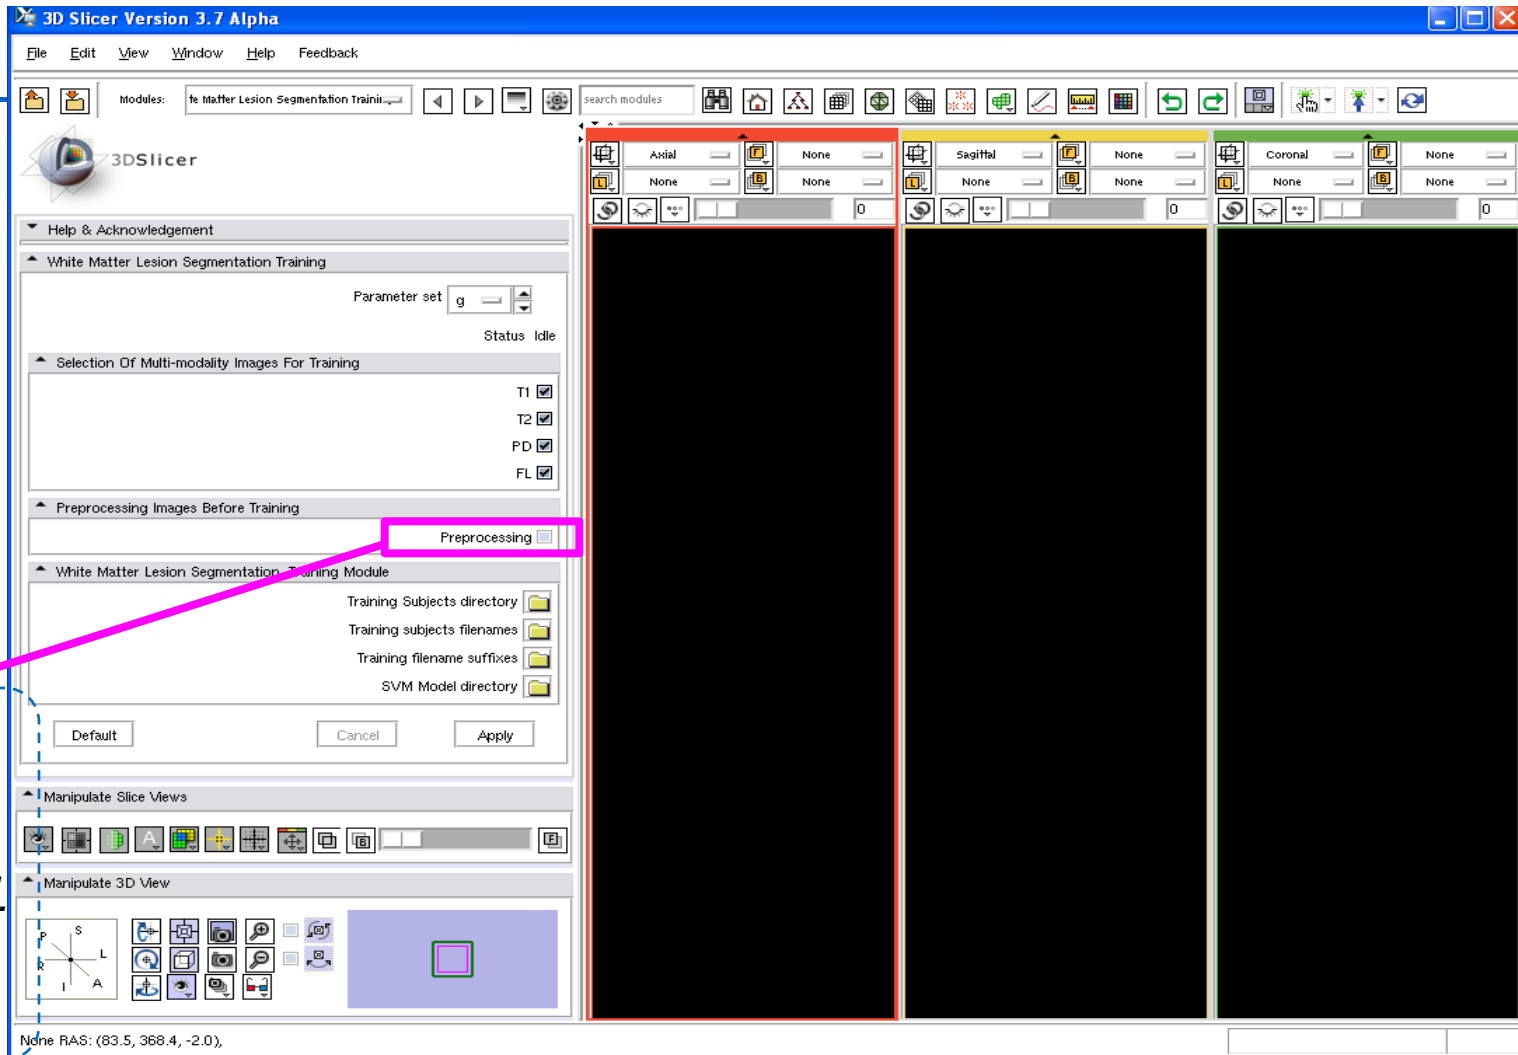 3D Slicer Version 3.7 Alpha
File Edit View Window Help Feedback
Modules: te Matter Lesion Segmentation Trainin search modules
3DSlicer
Axial F None Sagittal F None Coronal F None
L None B None L None B None L None B None
0 0 0
Help & Acknowledgement
White Matter Lesion Segmentation Training
Parameter set g
Status Idle
Selection Of Multi-modality Images For Training
T1
T2
PD
FL
Preprocessing Images Before Training
Preprocessing
White Matter Lesion Segmentation Training Module
Training Subjects directory
Training subjects filenames
Training filename suffixes
SVM Model directory
Default Cancel Apply
Manipulate Slice Views
A B F
Manipulate 3D View
P S
L
R
I A
None RAS: (83.5, 368.4, -2.0),